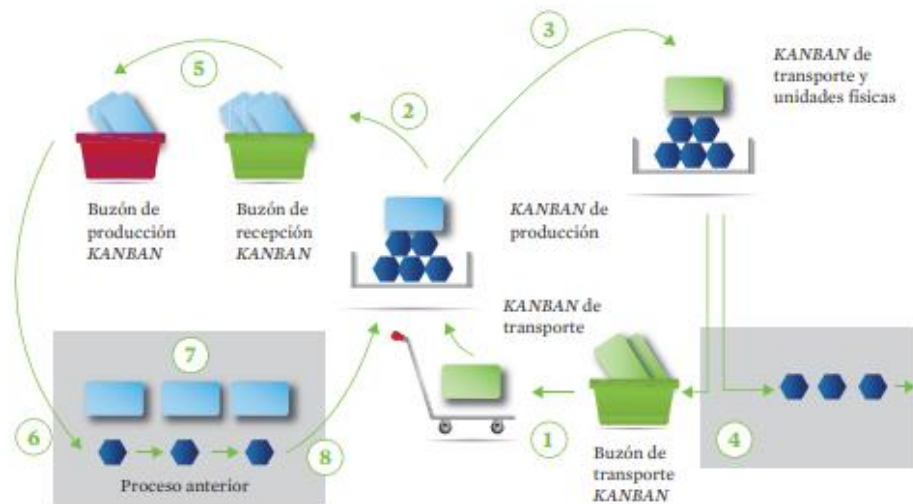 3
KANBAN de
transporte y
unidades físicas
5
2
Buzón de
producción
KANBAN
Buzón de
recepción
KANBAN
KANBAN de
producción
KANBAN de
transporte
7
6
8
Proceso anterior
1
Buzón de
transporte
KANBAN
4